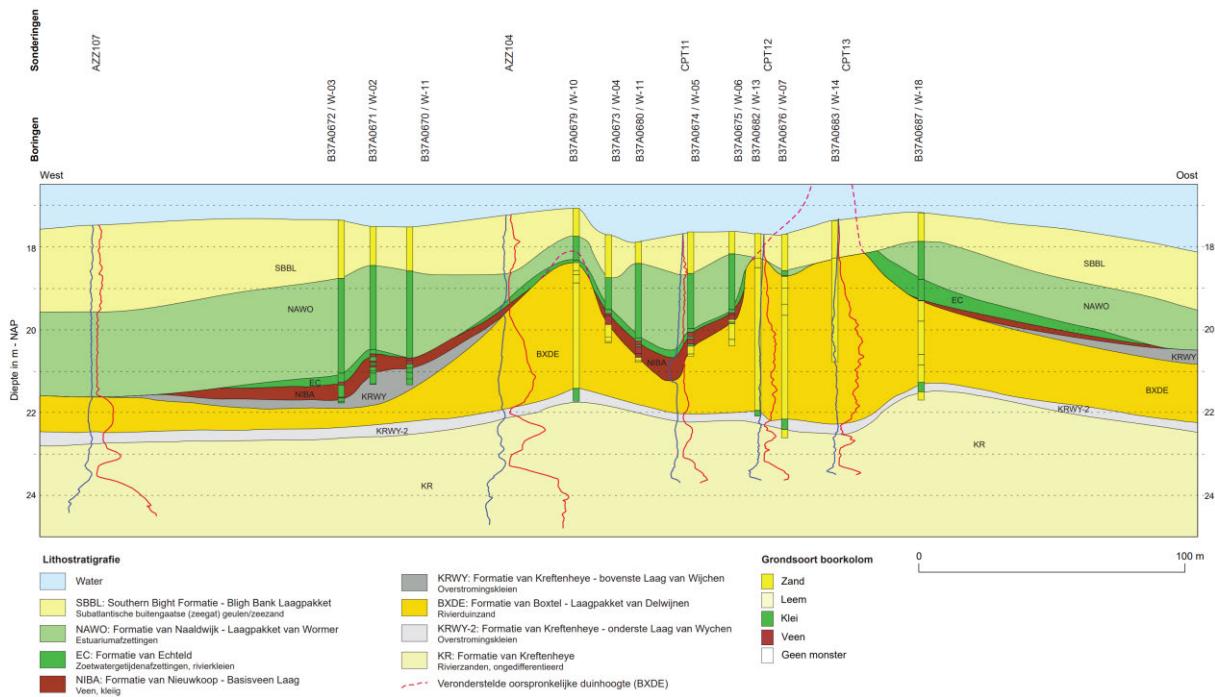 Sonderingen
AZZ107
AZZ104
CPT11
CPT12
CPT13
Boringen
B37A0672 / W-03
B37A0671 / W-02
B37A0670 / W-11
B37A0679 / W-10
B37A0673 / W-04
B37A0680 / W-11
B37A0674 / W-05
B37A0675 / W-06
B37A0682 / W-13
B37A0676 / W-07
B37A0683 / W-14
B37A0687 / W-18
West
Oost
Diepte in m - NAP
18
20
22
24
18
20
22
24
SBBL
NAWO
EC
NIBA
KRWY
KRWY-2
KR
BXDE
NIBA
SBBL
NAWO
EC
KRWY
BXDE
KRWY-2
KR
Lithostratigrafie
Water
SBBL: Southern Bight Formatie - Bligh Bank Laagpakket
Subatlantische buitengaatse (zeegat) geulen/zeezand
NAWO: Formatie van Naaldwijk - Laagpakket van Wormer
Estuariumafzettingen
EC: Formatie van Echteld
Zoetwatergetijdenafzettingen, rivierkleien
NIBA: Formatie van Nieuwkoop - Basisveen Laag
Veen, kleiig
KRWY: Formatie van Kreftenheye - bovenste Laag van Wijchen
Overstromingskleien
BXDE: Formatie van Boxtel - Laagpakket van Delwijnen
Rivierduinzand
KRWY-2: Formatie van Kreftenheye - onderste Laag van Wychen
Overstromingskleien
KR: Formatie van Kreftenheye
Rivierzanden, ongedifferentieerd
Veronderstelde oorspronkelijke duinhoogte (BXDE)
Grondsoort boorkolom
Zand
Leem
Klei
Veen
Geen monster
0
100 m